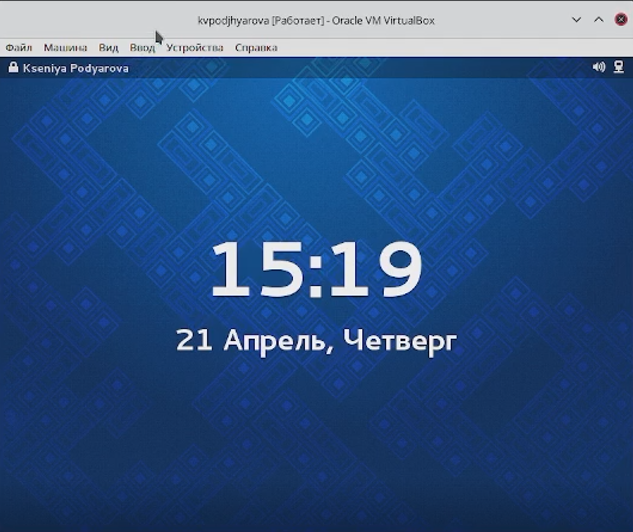 kvpodjhyarova [Работает] - Oracle VM VirtualBox
Файл Машина Вид Ввод Устройства Справка
Kseniya Podyarova
15:19
21 Апрель, Четверг